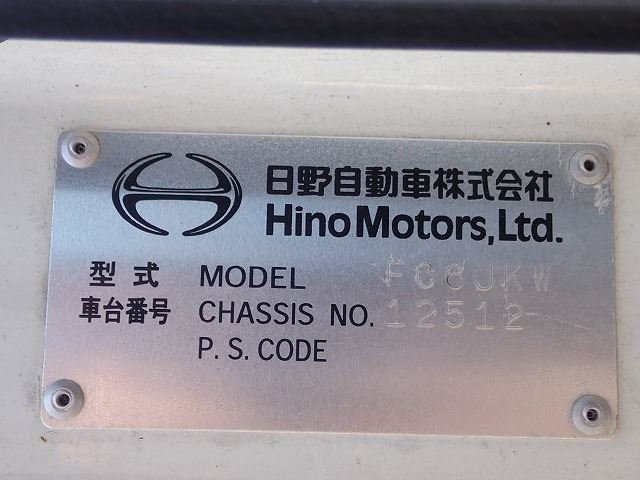 日野自動車株式会社
Hino Motors, Ltd.
型式 MODEL FC6JKW
車台番号 CHASSIS NO. 12512
P. S. CODE